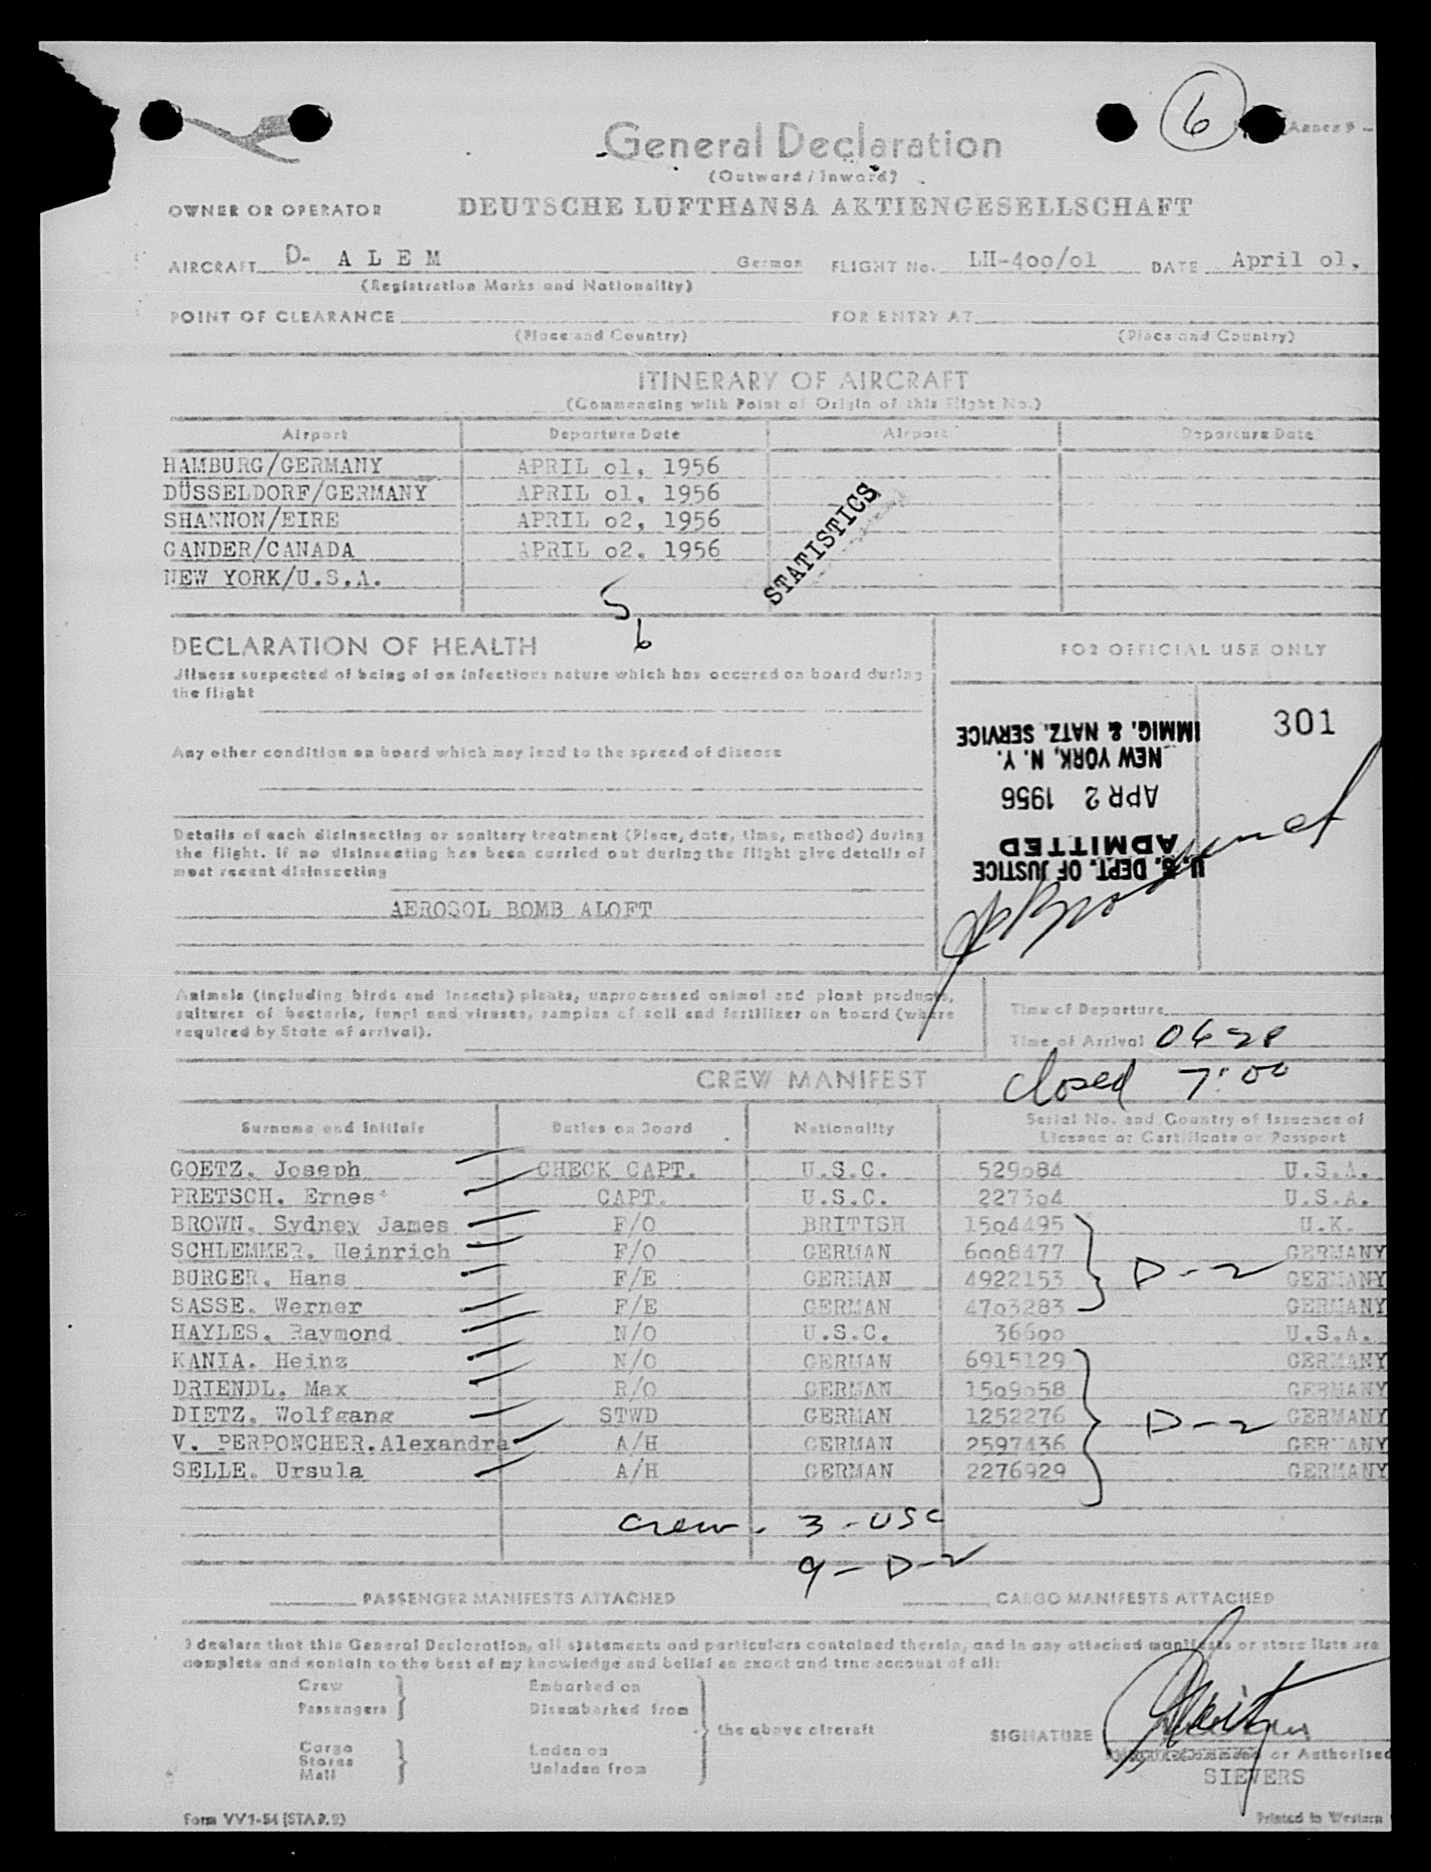 6
Annex 9 -
General Declaration
(Outward / Inward)
OWNER OR OPERATOR DEUTSCHE LUFTHANSA AKTIENGESELLSCHAFT
AIRCRAFT D- A L E M German FLIGHT No. LH-4oo/o1 DATE April o1,
(Registration Marks and Nationality)
POINT OF CLEARANCE FOR ENTRY AT
(Place and Country) (Place and Country)
ITINERARY OF AIRCRAFT
(Commencing with Point of Origin of this Flight No.)
Airport Departure Date Airport Departure Date
HAMBURG/GERMANY APRIL o1, 1956
DÜSSELDORF/GERMANY APRIL o1, 1956
SHANNON/EIRE APRIL o2, 1956
GANDER/CANADA APRIL o2, 1956
NEW YORK/U.S.A.
STATISTICS
5
6
DECLARATION OF HEALTH FOR OFFICIAL USE ONLY
Illness suspected of being of an infectious nature which has occured on board during
the flight
301
IMMIG. & NATZ. SERVICE
NEW YORK, N. Y.
APR 2 1956
ADMITTED
U. S. DEPT. OF JUSTICE
Any other condition on board which may lead to the spread of disease
Details of each disinsecting or sanitary treatment (Place, date, time, method) during
the flight. If no disinsecting has been carried out during the flight give details of
most recent disinsecting
AEROSOL BOMB ALOFT
Animals (including birds and insects) plants, unprocessed animal and plant products,
cultures of bacteria, fungi and viruses, samples of soil and fertilizer on board (where
required by State of arrival).
Time of Departure
Time of Arrival 0628
closed 7:00
CREW MANIFEST
Surname and Initials Duties on Board Nationality Serial No. and Country of Issuance of
License or Certificate or Passport
GOETZ, Joseph CHECK CAPT. U.S.C. 529o84 U.S.A.
PRETSCH, Ernest CAPT. U.S.C. 2273o4 U.S.A.
BROWN, Sydney James F/O BRITISH 15o4495 U.K.
SCHLEMMER, Heinrich F/O GERMAN 6oo8477 GERMANY
BURGER, Hans F/E GERMAN 4922153 D-2 GERMANY
SASSE, Werner F/E GERMAN 47o3283 GERMANY
HAYLES, Raymond N/O U.S.C. 366oo U.S.A.
KANIA, Heinz N/O GERMAN 6915129 GERMANY
DRIENDL, Max R/O GERMAN 15o9o58 GERMANY
DIETZ, Wolfgang STWD GERMAN 1252276 D-2 GERMANY
V. PERPONCHER,Alexandra A/H GERMAN 2597436 GERMANY
SELLE, Ursula A/H GERMAN 2276929 GERMANY
Crew. 3 - USC
9 - D-2
PASSENGER MANIFESTS ATTACHED CARGO MANIFESTS ATTACHED
I declare that this General Declaration, all statements and particulars contained therein, and in any attached manifests or store lists are
complete and contain to the best of my knowledge and belief an exact and true account of all:
Crew Embarked on
Passengers Disembarked from
the above aircraft
Cargo Laden on
Stores Unladen from
Mail
SIGNATURE
or Authorised
SIEVERS
Form VV1-54 (STA 9.9) Printed in Western